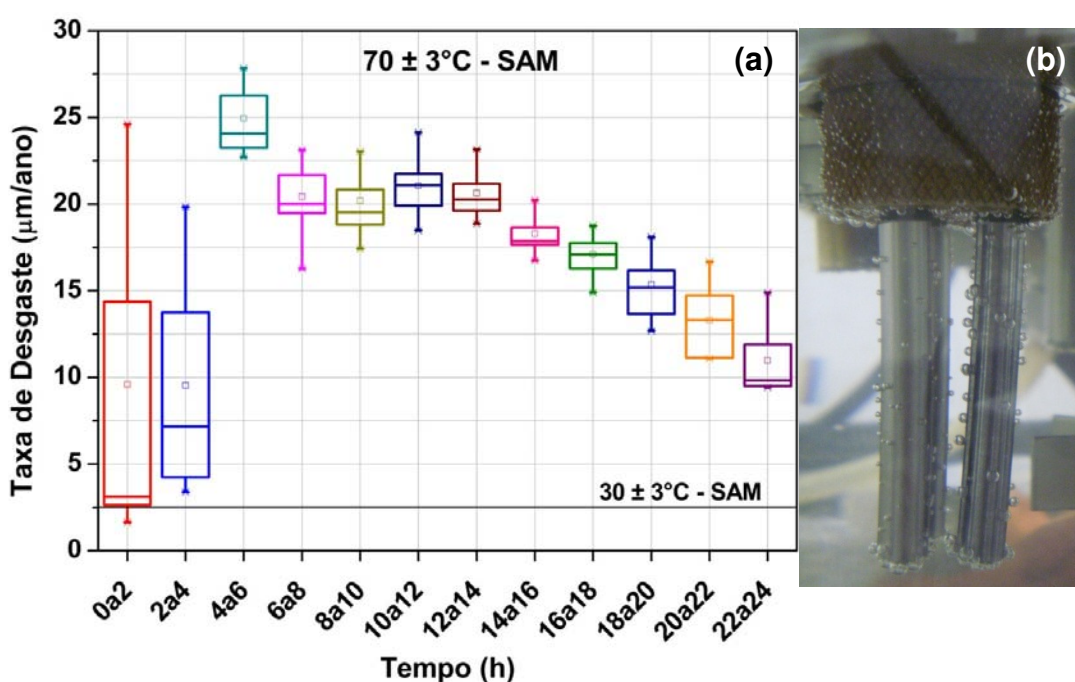 30
25
20
15
10
5
0
Taxa de Desgaste (μm/ano)
70 ± 3°C - SAM
(a)
30 ± 3°C - SAM
0a2
2a4
4a6
6a8
8a10
10a12
12a14
14a16
16a18
18a20
20a22
22a24
Tempo (h)
(b)